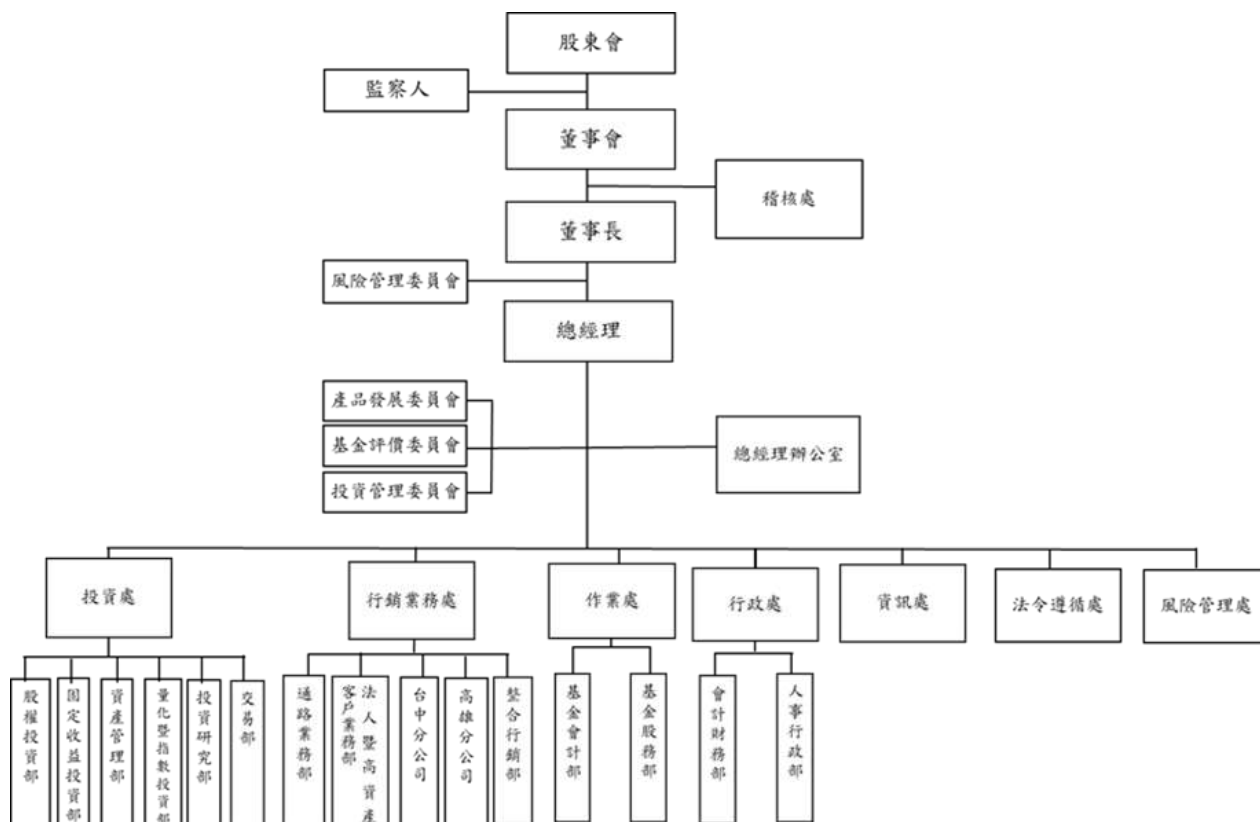 股東會
監察人
董事會
稽核處
董事長
風險管理委員會
總經理
產品發展委員會
基金評價委員會
總經理辦公室
投資管理委員會
投資處
行銷業務處
作業處
行政處
資訊處
法令遵循處
風險管理處
股權投資部
固定收益投資部
資產管理部
量化暨指數投資部
投資研究部
交易部
通路業務部
法人暨高資產
客戶業務部
台中分公司
高雄分公司
整合行銷部
基金會計部
基金股務部
會計財務部
人事行政部